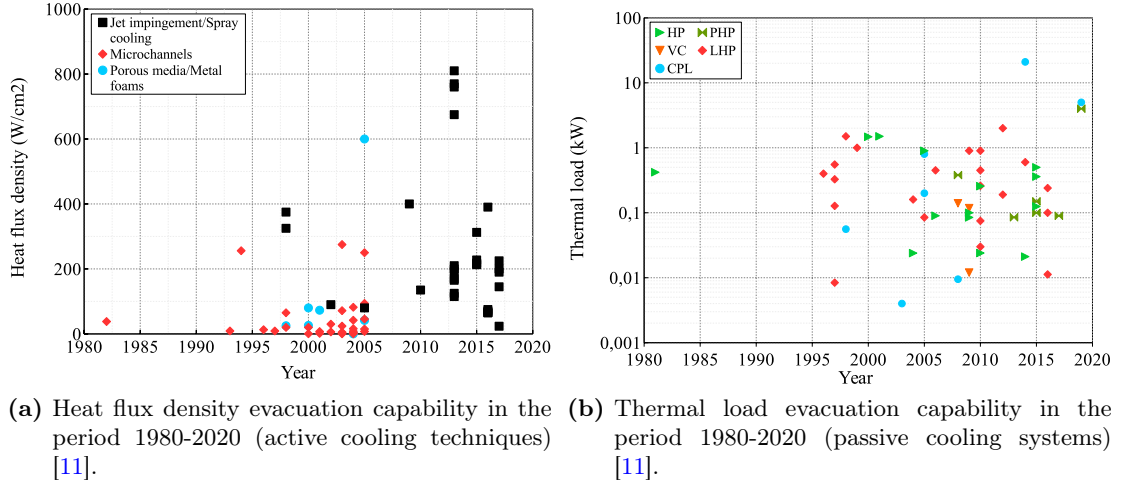 1000
800
600
400
200
0
Heat flux density (W/cm2)
Jet impingement/Spray
cooling
Microchannels
Porous media/Metal
foams
1980 1985 1990 1995 2000 2005 2010 2015 2020
Year
(a) Heat flux density evacuation capability in the
period 1980-2020 (active cooling techniques)
[11].
100
10
1
0,1
0,01
0,001
Thermal load (kW)
HP PHP
VC LHP
CPL
1980 1985 1990 1995 2000 2005 2010 2015 2020
Year
(b) Thermal load evacuation capability in the
period 1980-2020 (passive cooling systems)
[11].